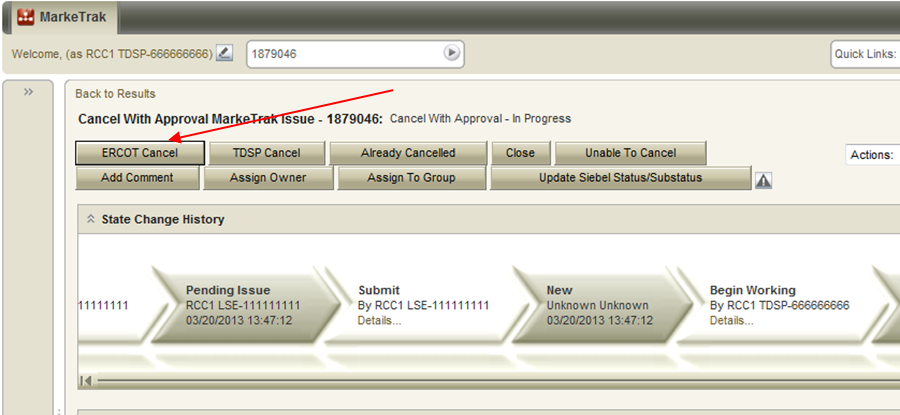 MarkeTrak
Welcome, (as RCC1 TDSP-666666666) 1879046 Quick Links:
Back to Results
Cancel With Approval MarkeTrak Issue - 1879046: Cancel With Approval - In Progress
ERCOT Cancel TDSP Cancel Already Cancelled Close Unable To Cancel Actions:
Add Comment Assign Owner Assign To Group Update Siebel Status/Substatus
State Change History
Pending Issue Submit New Begin Working
11111111 RCC1 LSE-111111111 By RCC1 LSE-111111111 Unknown Unknown By RCC1 TDSP-666666666
03/20/2013 13:47:12 Details... 03/20/2013 13:47:12 Details...